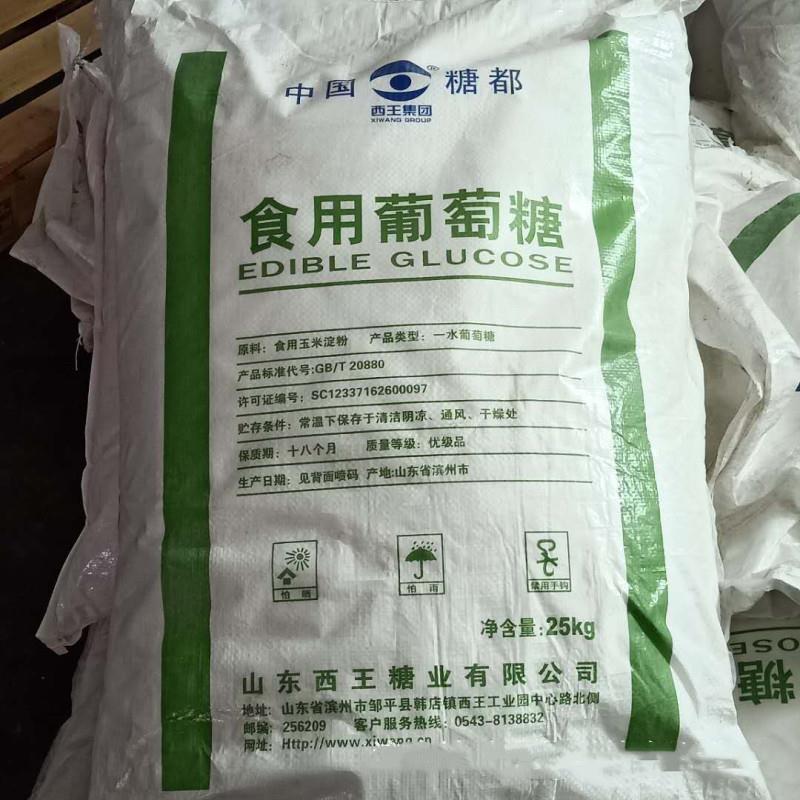 中国 ® 糖都
西王集团
XIWANG GROUP
食用葡萄糖
EDIBLE GLUCOSE
原料: 食用玉米淀粉 产品类型: 一水葡萄糖
产品标准代号:GB/T 20880
许可证编号: SC12337162600097
贮存条件: 常温下保存于清洁阴凉、通风、干燥处
保质期: 十八个月 质量等级: 优级品
生产日期: 见背面喷码 产地:山东省滨州市
怕晒 怕雨 禁用手钩
净含量: 25kg
山东西王糖业有限公司
地址: 山东省滨州市邹平县韩店镇西王工业园中心路北侧
邮编: 256209 客户服务热线: 0543-8138832
网址: Http://www.xiwang.cn
OSE
糖